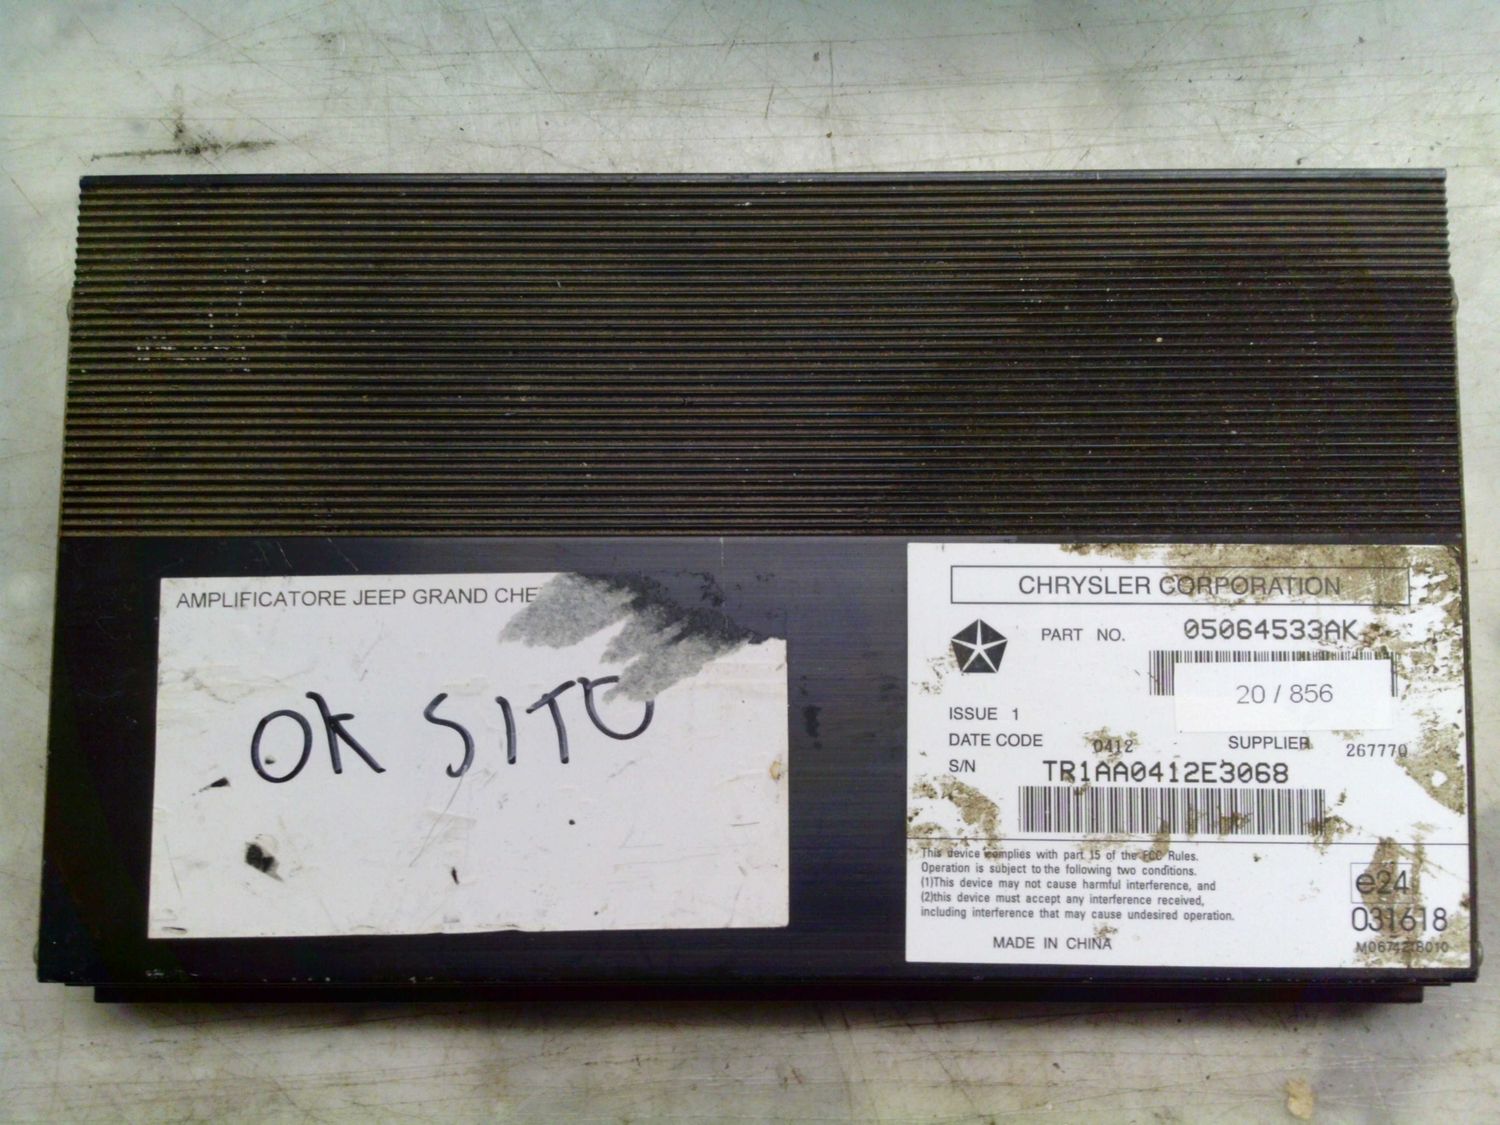 AMPLIFICATORE JEEP GRAND CHE
OK SITO
CHRYSLER CORPORATION
PART NO. 05064533AK
20 / 856
ISSUE 1
DATE CODE 0412 SUPPLIER 267770
S/N TR1AA0412E3068
This device complies with part 15 of the FCC Rules.
Operation is subject to the following two conditions.
(1)This device may not cause harmful interference, and
(2)this device must accept any interference received,
including interference that may cause undesired operation.
MADE IN CHINA
e24
031618